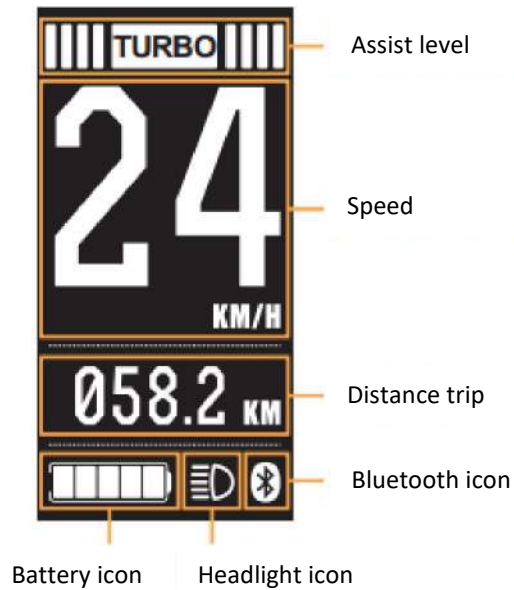 TURBO Assist level
24 Speed
KM/H
058.2 KM Distance trip
Bluetooth icon
Battery icon Headlight icon